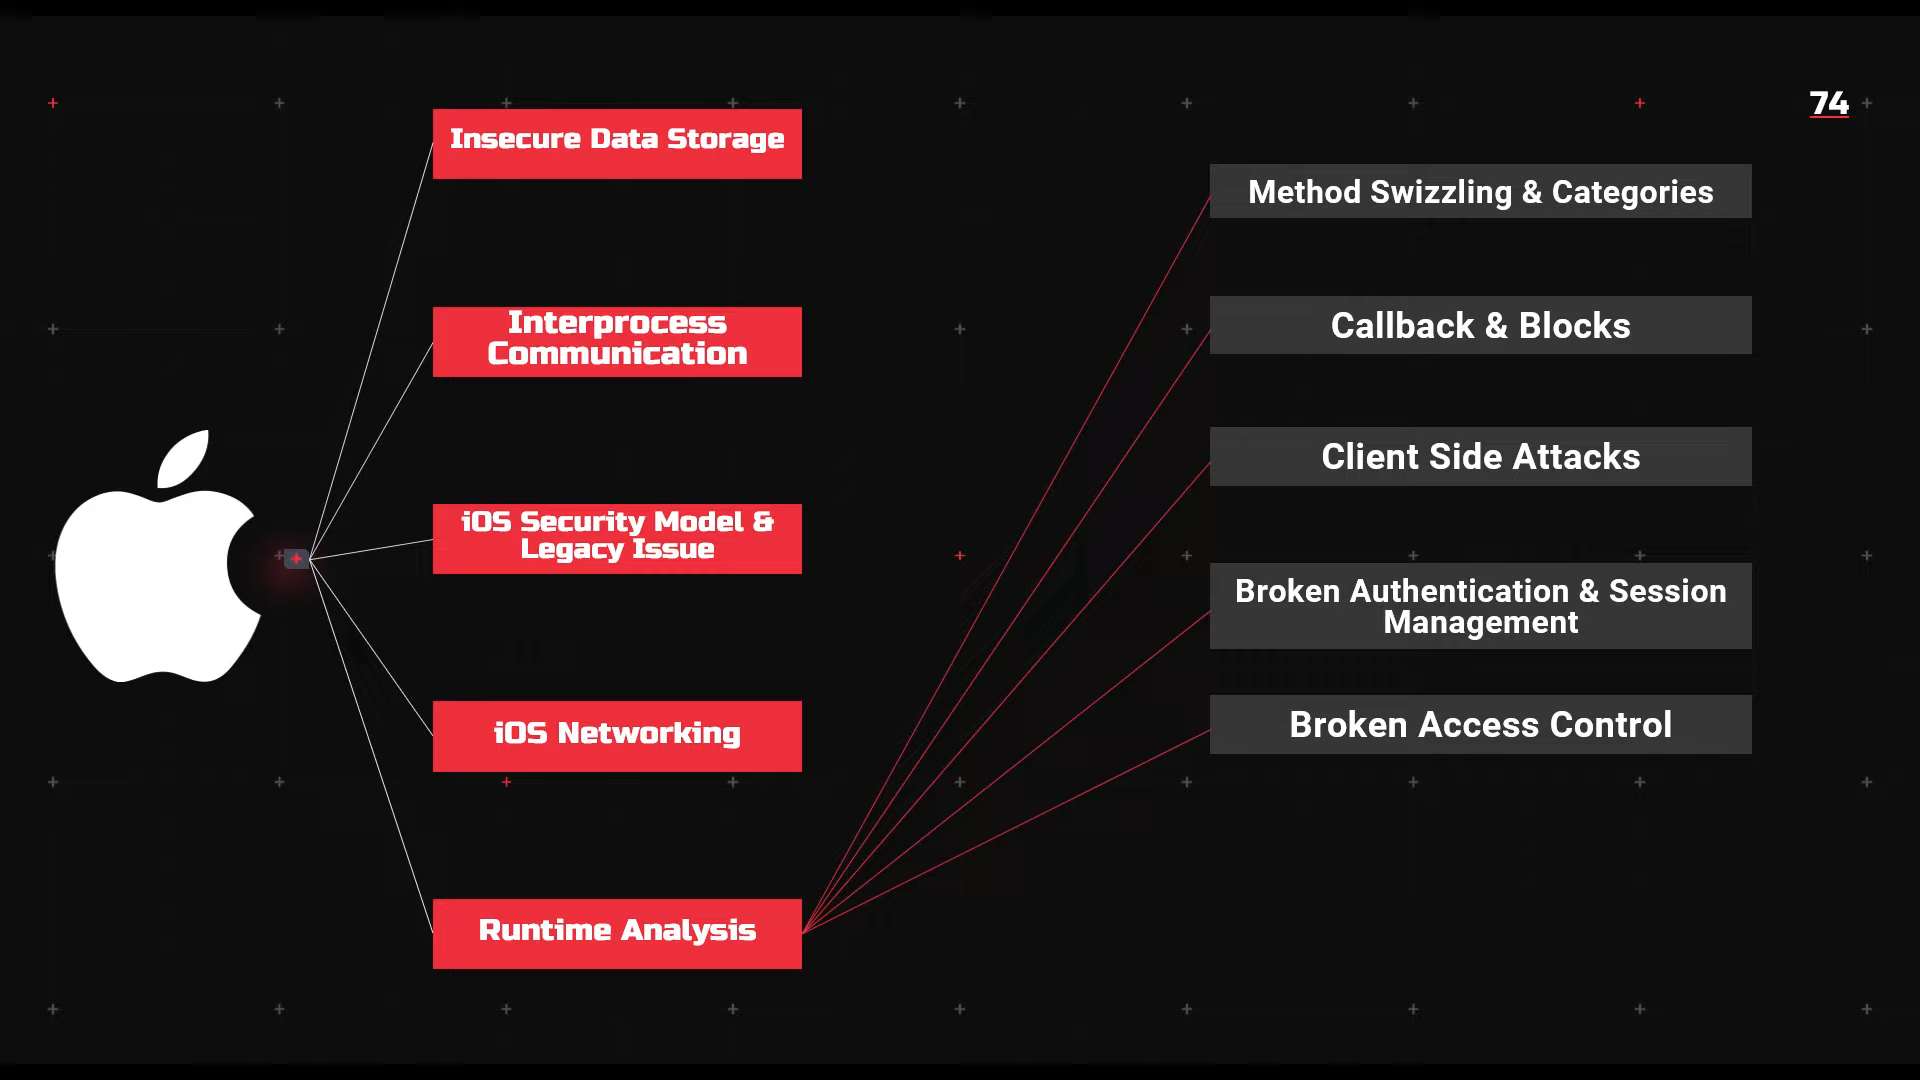 74
Insecure Data Storage
Interprocess
Communication
iOS Security Model &
Legacy Issue
iOS Networking
Runtime Analysis
Method Swizzling & Categories
Callback & Blocks
Client Side Attacks
Broken Authentication & Session
Management
Broken Access Control